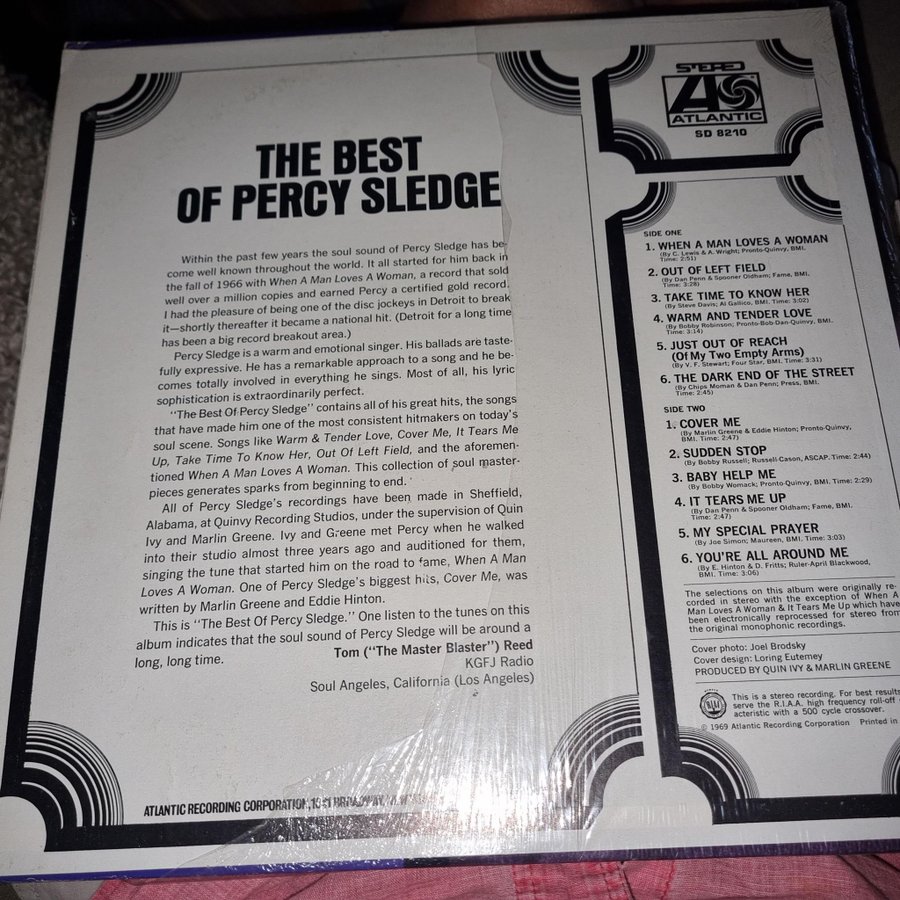 THE BEST
OF PERCY SLEDGE
Within the past few years the soul sound of Percy Sledge has be-
come well known throughout the world. It all started for him back in
the fall of 1966 with When A Man Loves A Woman, a record that sold
well over a million copies and earned Percy a certified gold record.
I had the pleasure of being one of the disc jockeys in Detroit to break
it—shortly thereafter it became a national hit. (Detroit for a long time
has been a big record breakout area.)
Percy Sledge is a warm and emotional singer. His ballads are taste-
fully expressive. He has a remarkable approach to a song and he be-
comes totally involved in everything he sings. Most of all, his lyric
sophistication is extraordinarily perfect.
"The Best Of Percy Sledge" contains all of his great hits, the songs
that have made him one of the most consistent hitmakers on today's
soul scene. Songs like Warm & Tender Love, Cover Me, It Tears Me
Up, Take Time To Know Her, Out Of Left Field, and the aforemen-
tioned When A Man Loves A Woman. This collection of soul master-
pieces generates sparks from beginning to end.
All of Percy Sledge's recordings have been made in Sheffield,
Alabama, at Quinvy Recording Studios, under the supervision of Quin
Ivy and Marlin Greene. Ivy and Greene met Percy when he walked
into their studio almost three years ago and auditioned for them,
singing the tune that started him on the road to fame, When A Man
Loves A Woman. One of Percy Sledge's biggest hits, Cover Me, was
written by Marlin Greene and Eddie Hinton.
This is "The Best Of Percy Sledge." One listen to the tunes on this
album indicates that the soul sound of Percy Sledge will be around a
long, long time.
Tom ("The Master Blaster") Reed
KGFJ Radio
Soul Angeles, California (Los Angeles)
ATLANTIC RECORDING CORPORATION, BROADWAY,
STEREO
ATLANTIC
SD 8210
SIDE ONE
1. WHEN A MAN LOVES A WOMAN
(By C. Lewis & A. Wright; Pronto-Quinvy, BMI.
Time: 2:51)
2. OUT OF LEFT FIELD
(By Dan Penn & Spooner Oldham; Fame, BMI.
Time: 3:28)
3. TAKE TIME TO KNOW HER
(By Steve Davis; Al Gallico, BMI. Time: 3:02)
4. WARM AND TENDER LOVE
(By Bobby Robinson; Pronto-Bob-Dan-Quinvy, BMI.
Time: 3:14)
5. JUST OUT OF REACH
(Of My Two Empty Arms)
(By V. F. Stewart; Four Star, BMI. Time: 3:31)
6. THE DARK END OF THE STREET
(By Chips Moman & Dan Penn; Press, BMI.
Time: 2:45)
SIDE TWO
1. COVER ME
(By Marlin Greene & Eddie Hinton; Pronto-Quinvy,
BMI. Time: 2:47)
2. SUDDEN STOP
(By Bobby Russell; Russell-Cason, ASCAP. Time: 2:44)
3. BABY HELP ME
(By Bobby Womack; Pronto-Quinvy, BMI. Time: 2:29)
4. IT TEARS ME UP
(By Dan Penn & Spooner Oldham; Fame, BMI.
Time: 2:47)
5. MY SPECIAL PRAYER
(By Joe Simon; Maureen, BMI. Time: 3:03)
6. YOU'RE ALL AROUND ME
(By E. Hinton & D. Fritts; Ruler-April Blackwood,
BMI. Time: 3:06)
The selections on this album were originally re-
corded in stereo with the exception of When A
Man Loves A Woman & It Tears Me Up which have
been electronically reprocessed for stereo from
the original monophonic recordings.
Cover photo: Joel Brodsky
Cover design: Loring Eutemey
PRODUCED BY QUIN IVY & MARLIN GREENE
This is a stereo recording. For best results
serve the R.I.A.A. high frequency roll-off
acteristic with a 500 cycle crossover.
© 1969 Atlantic Recording Corporation Printed in